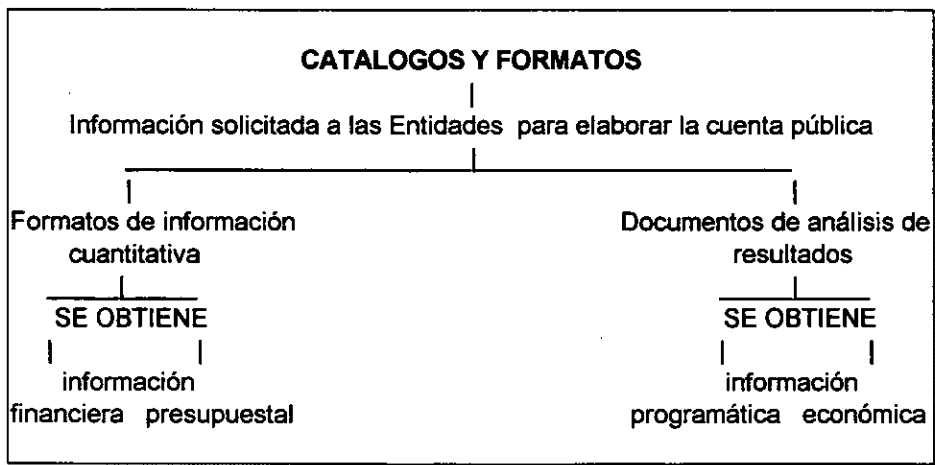 CATALOGOS Y FORMATOS
Información solicitada a las Entidades para elaborar la cuenta pública
Formatos de información
cuantitativa
SE OBTIENE
información
financiera presupuestal
Documentos de análisis de
resultados
SE OBTIENE
información
programática económica